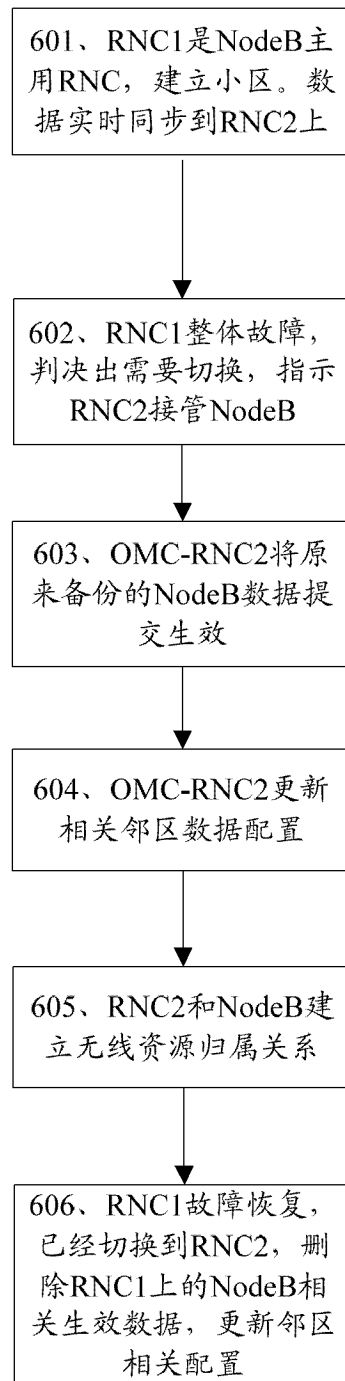 601、RNC1是NodeB主
用RNC，建立小区。数
据实时同步到RNC2上
602、RNC1整体故障，
判决出需要切换，指示
RNC2接管NodeB
603、OMC-RNC2将原
来备份的NodeB数据提
交生效
604、OMC-RNC2更新
相关邻区数据配置
605、RNC2和NodeB建
立无线资源归属关系
606、RNC1故障恢复，
已经切换到RNC2，删
除RNC1上的NodeB相
关生效数据，更新邻区
相关配置